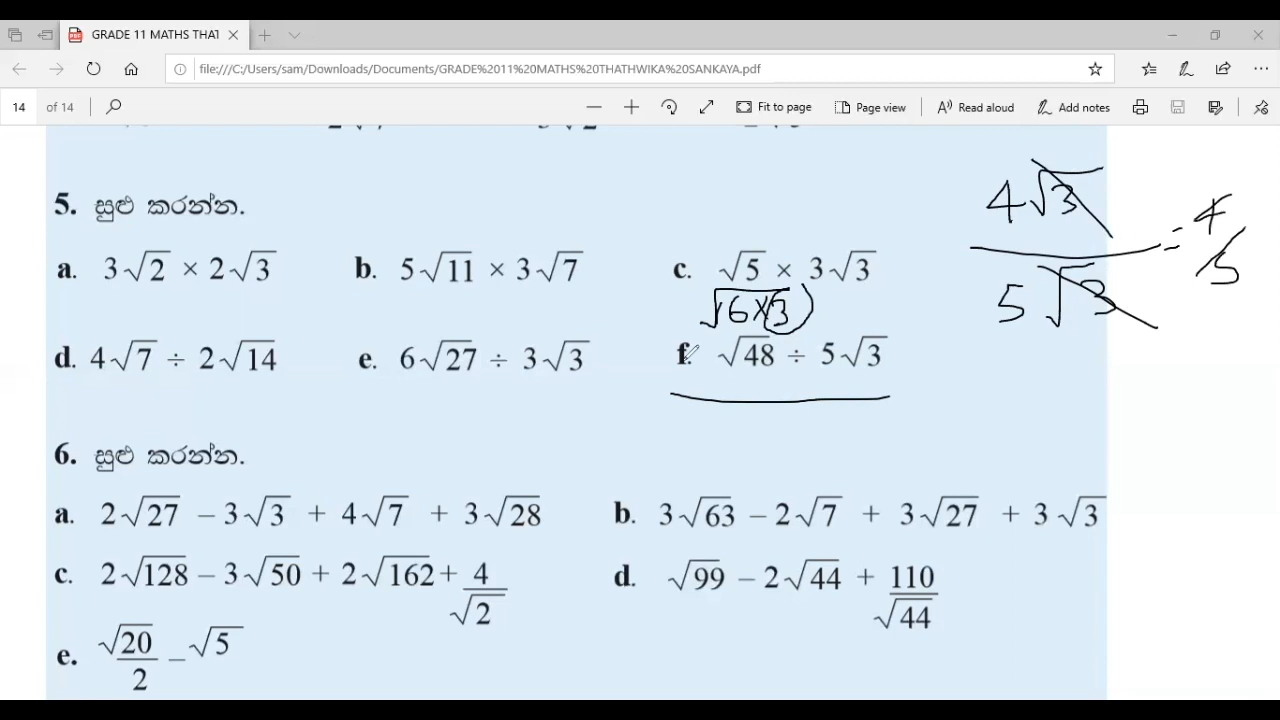 GRADE 11 MATHS THAT
file:///C:/Users/sam/Downloads/Documents/GRADE%2011%20MATHS%20THATHWIKA%20SANKAYA.pdf
14 of 14 Fit to page Page view Read aloud Add notes
5. සුළු කරන්න.
a. 3√2 × 2√3 b. 5√11 × 3√7 c. √5 × 3√3
√6×3
d. 4√7 ÷ 2√14 e. 6√27 ÷ 3√3 f. √48 ÷ 5√3
4√3 / 5√3 = 4/5
6. සුළු කරන්න.
a. 2√27 − 3√3 + 4√7 + 3√28 b. 3√63 − 2√7 + 3√27 + 3√3
c. 2√128 − 3√50 + 2√162 + 4/√2 d. √99 − 2√44 + 110/√44
e. √20/2 − √5